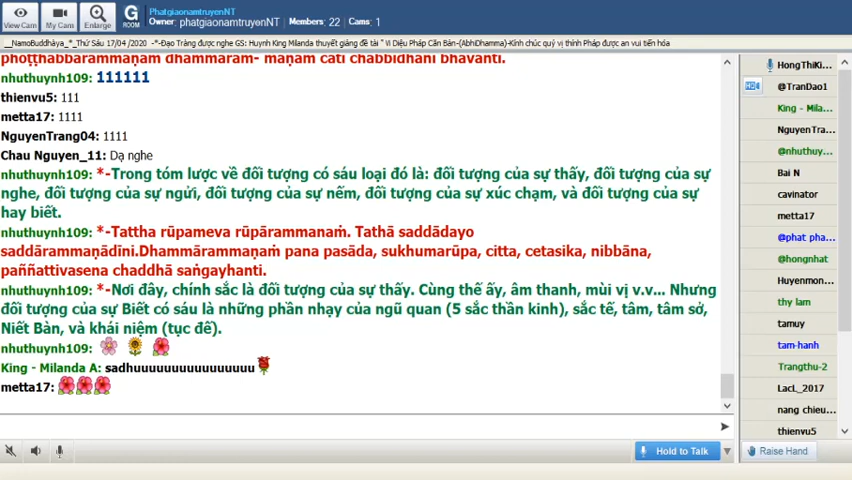 PhatgiaonamtruyenNT
Owner: phatgiaonamtruyenNT | Members: 22 | Cams: 1
View Cam
My Cam
Enlarge
G
ROOM
__NamoBuddhàya_*_Thứ Sáu 17/04 /2020 -*-Đạo Tràng được nghe GS: Huynh King Milanda thuyết giảng đề tài " Vi Diệu Pháp Căn Bản-(AbhiDhamma)-Kính chúc quý vị thính Pháp được an vui tiến hóa
phoṭṭhabbārammaṇaṁ dhammāram- maṇaṁ cāti chabbidhaṁ bhavanti.
nhuthuynh109: 111111
thienvu5: 111
metta17: 1111
NguyenTrang04: 1111
Chau Nguyen_11: Dạ nghe
nhuthuynh109: *-Trong tóm lược về đối tượng có sáu loại đó là: đối tượng của sự thấy, đối tượng của sự
nghe, đối tượng của sự ngửi, đối tượng của sự nếm, đối tượng của sự xúc chạm, và đối tượng của sự
hay biết.
nhuthuynh109: *-Tattha rūpameva rūpārammaṇaṁ. Tathā saddādayo
saddārammaṇādīni.Dhammārammaṇaṁ pana pasāda, sukhumarūpa, citta, cetasika, nibbāna,
paññattivasena chaddhā saṅgayhanti.
nhuthuynh109: *-Nơi đây, chính sắc là đối tượng của sự thấy. Cùng thế ấy, âm thanh, mùi vị v.v... Nhưng
đối tượng của sự Biết có sáu là những phần nhạy của ngũ quan (5 sắc thần kinh), sắc tế, tâm, tâm sở,
Niết Bàn, và khái niệm (tục đế).
nhuthuynh109:
King - Milanda A: sadhuuuuuuuuuuuuuuuuu
metta17:
Hold to Talk
HongThiKi...
HD
@TranDao1
King - Mila...
NguyenTra...
@nhuthuy...
Bai N
cavinator
metta17
@phat pha...
@hongnhat
Huyenmon...
thy lam
tamuy
tam-hanh
Trangthu-2
LacL_2017
nang chieu...
thienvu5
Raise Hand